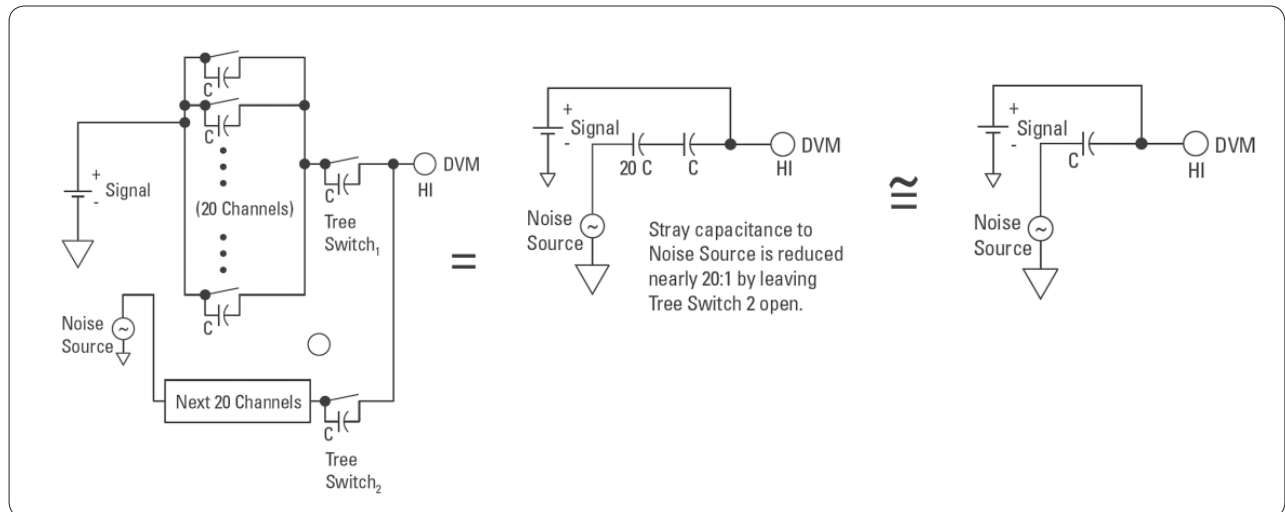 C
C
+
Signal
-
(20 Channels)
C
Tree
Switch1
DVM
HI
C
Noise
Source
Next 20 Channels
C
Tree
Switch2
=
+
Signal
-
20 C
C
DVM
HI
Noise
Source
~
Stray capacitance to
Noise Source is reduced
nearly 20:1 by leaving
Tree Switch 2 open.
≅
+
Signal
-
C
DVM
HI
Noise
Source
~